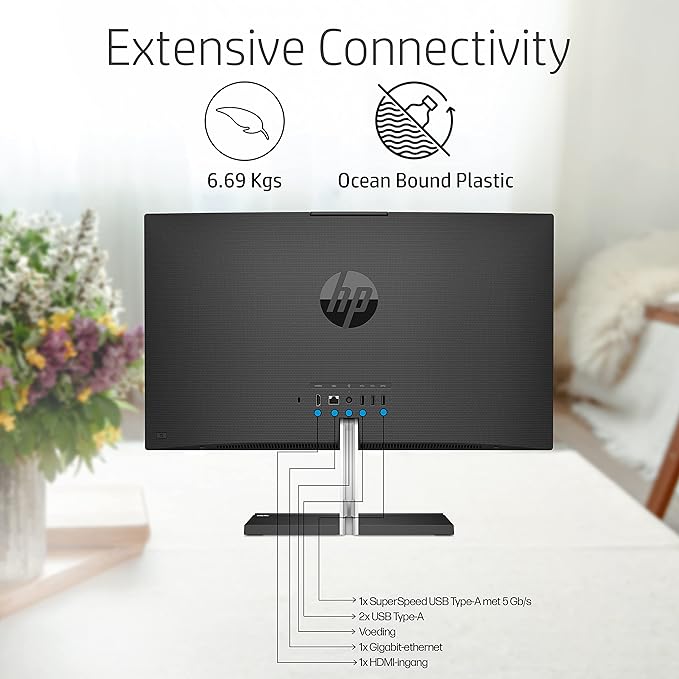 Extensive Connectivity
6.69 Kgs
Ocean Bound Plastic
hp
1x SuperSpeed USB Type-A met 5 Gb/s
2x USB Type-A
Voeding
1x Gigabit-ethernet
1x HDMI-ingang